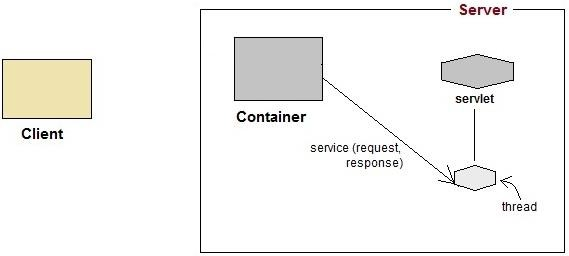 Server
Client
Container
servlet
service (request,
response)
thread